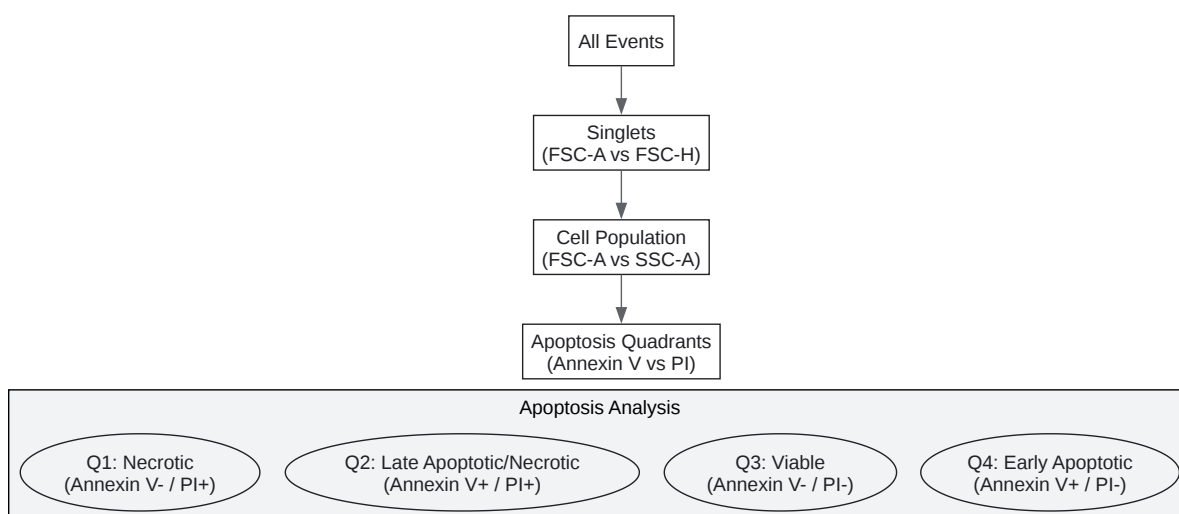 All Events
Singlets
(FSC-A vs FSC-H)
Cell Population
(FSC-A vs SSC-A)
Apoptosis Quadrants
(Annexin V vs PI)
Apoptosis Analysis
Q1: Necrotic
(Annexin V- / PI+)
Q2: Late Apoptotic/Necrotic
(Annexin V+ / PI+)
Q3: Viable
(Annexin V- / PI-)
Q4: Early Apoptotic
(Annexin V+ / PI-)